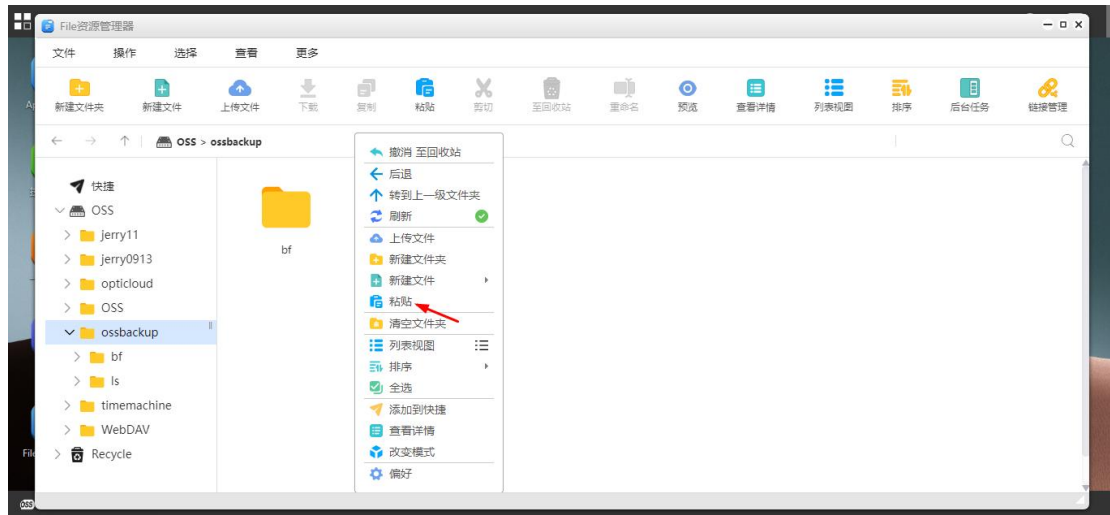 File资源管理器
文件 操作 选择 查看 更多
新建文件夹 新建文件 上传文件 下载 复制 粘贴 剪切 至回收站 重命名 预览 查看详情 列表视图 排序 后台任务 链接管理
OSS > ossbackup
撤消 至回收站
后退
转到上一级文件夹
刷新
上传文件
新建文件夹
新建文件
粘贴
清空文件夹
列表视图
排序
全选
添加到快捷
查看详情
改变模式
偏好
快捷
OSS
jerry11
jerry0913
opticloud
OSS
ossbackup
bf
ls
timemachine
WebDAV
Recycle
bf
File
OSS